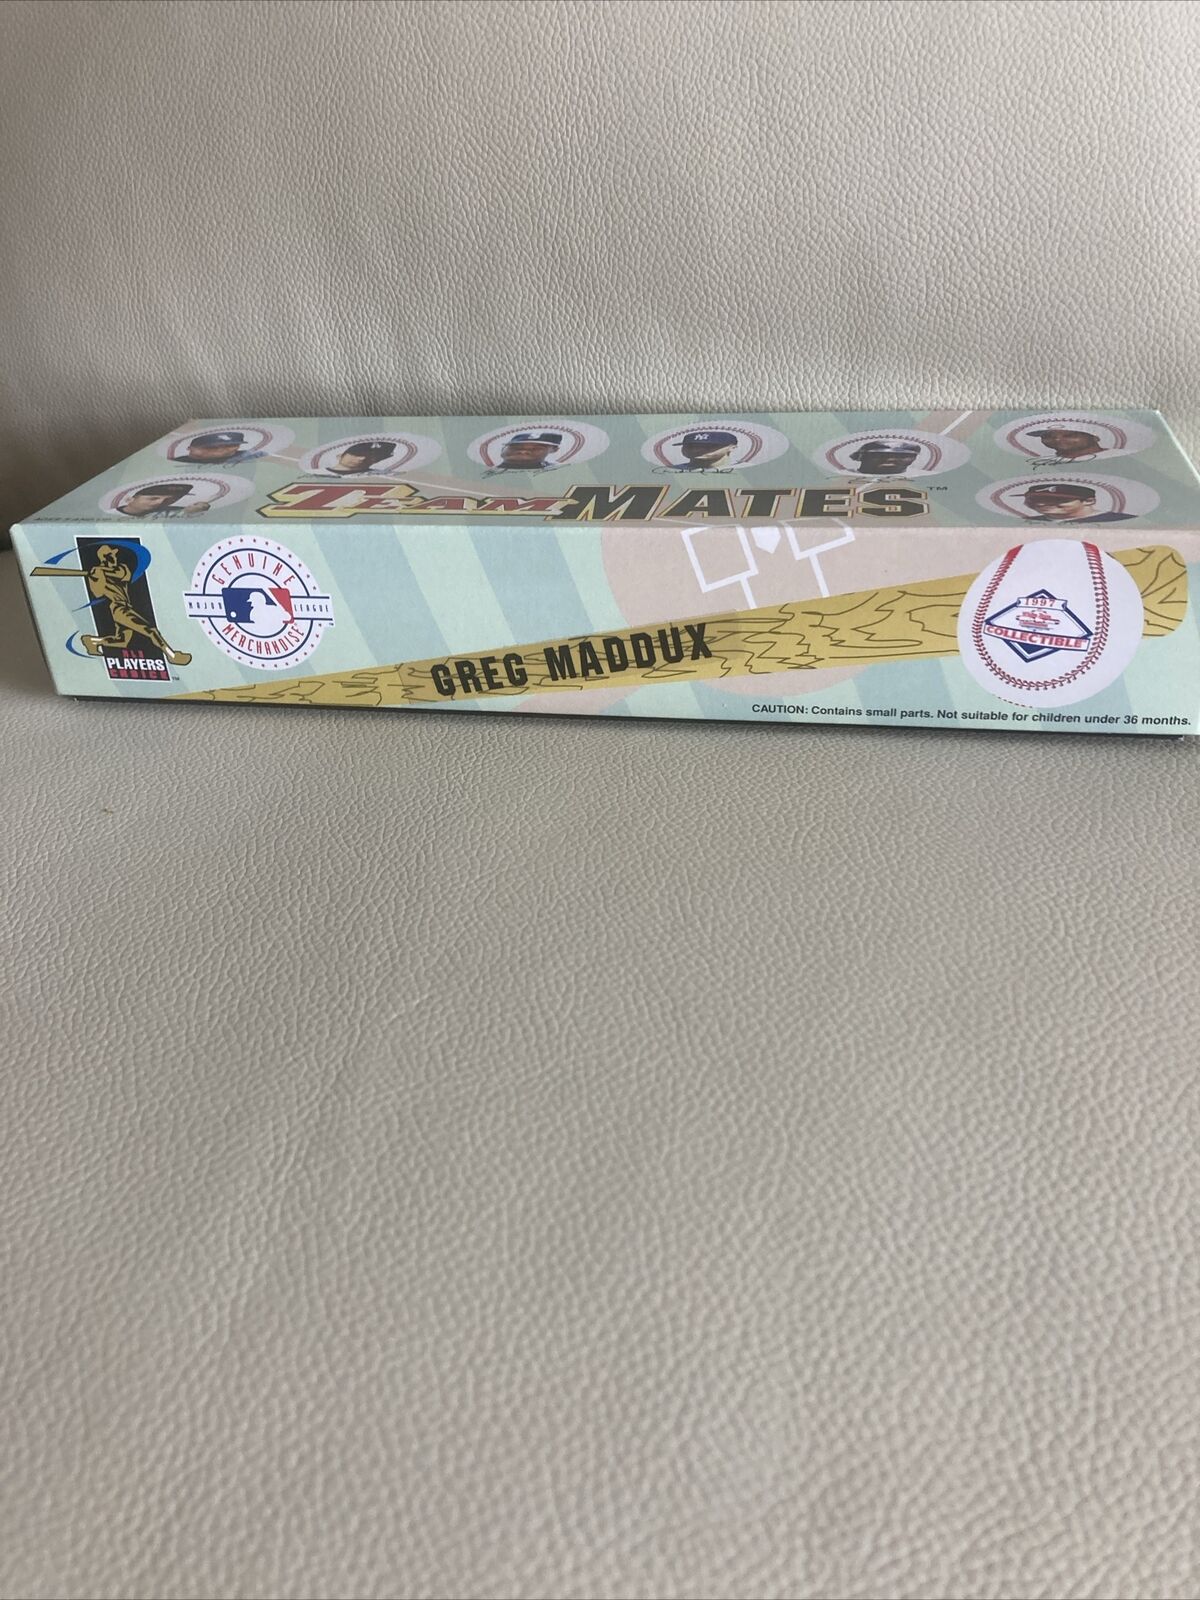 TEAMMATES™
PLAYERS
CHOICE™
GENUINE
MAJOR LEAGUE
MERCHANDISE
GREG MADDUX
1997
COLLECTIBLE
CAUTION: Contains small parts. Not suitable for children under 36 months.